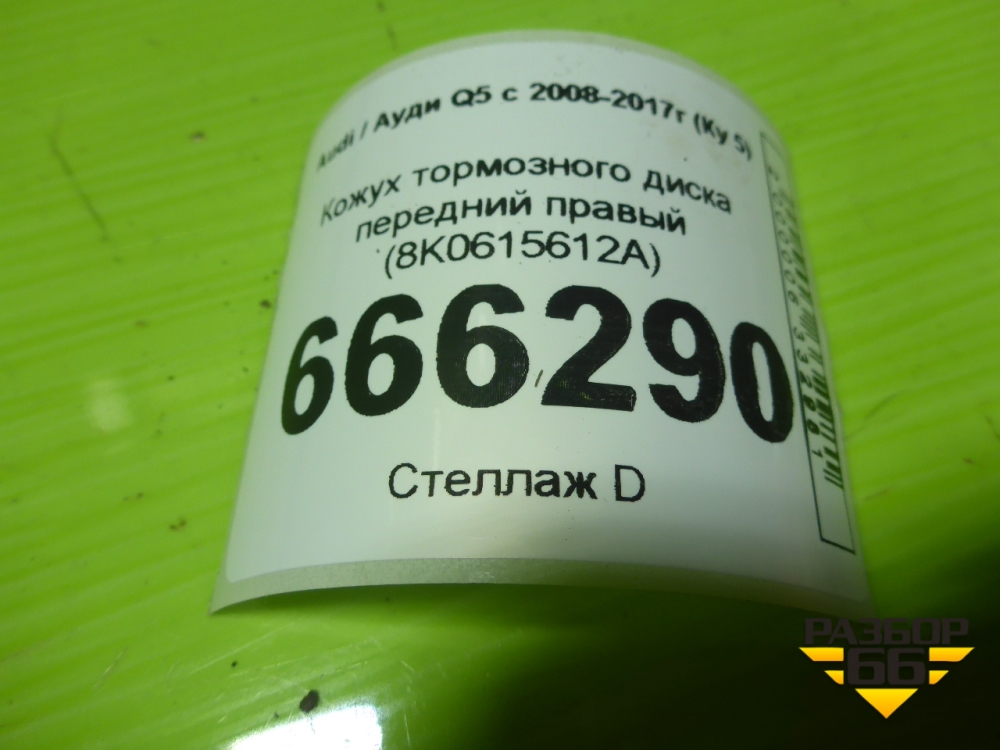 Audi / Ауди Q5 с 2008-2017г (Ку 5)
Кожух тормозного диска
передний правый
(8K0615612A)
666290
Стеллаж D
РАЗБОР
66